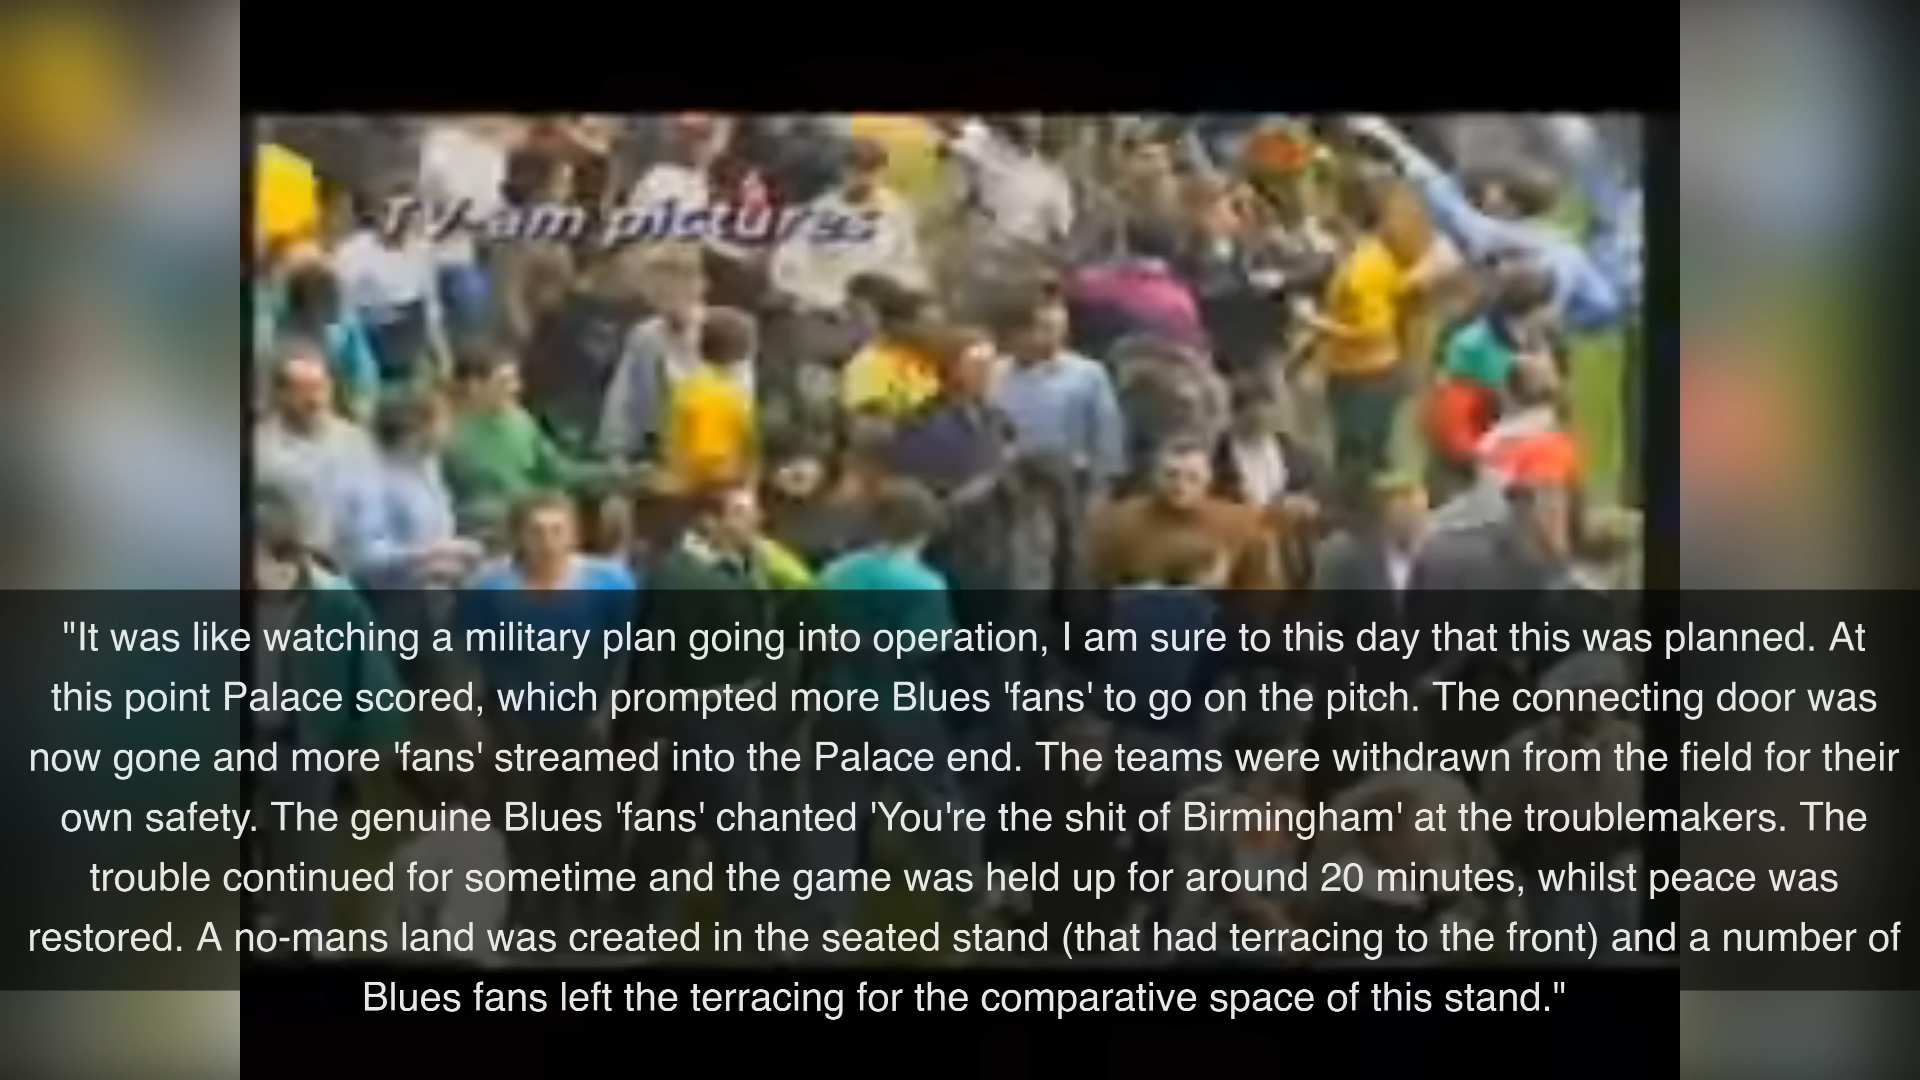 TV-am pictures
"It was like watching a military plan going into operation, I am sure to this day that this was planned. At
this point Palace scored, which prompted more Blues 'fans' to go on the pitch. The connecting door was
now gone and more 'fans' streamed into the Palace end. The teams were withdrawn from the field for their
own safety. The genuine Blues 'fans' chanted 'You're the shit of Birmingham' at the troublemakers. The
trouble continued for sometime and the game was held up for around 20 minutes, whilst peace was
restored. A no-mans land was created in the seated stand (that had terracing to the front) and a number of
Blues fans left the terracing for the comparative space of this stand."